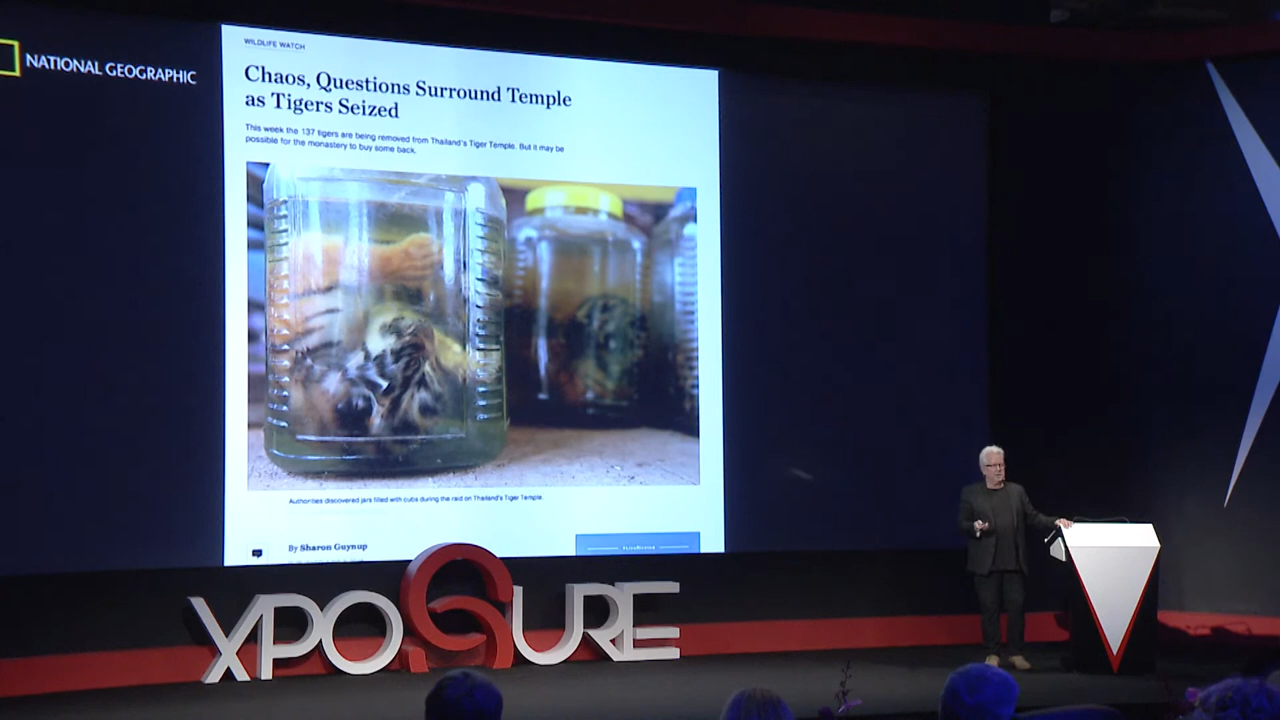 NATIONAL GEOGRAPHIC
WILDLIFE WATCH
Chaos, Questions Surround Temple
as Tigers Seized
This week the 137 tigers are being removed from Thailand's Tiger Temple. But it may be
possible for the monastery to buy some back.
Authorities discovered jars filled with cubs during the raid on Thailand's Tiger Temple.
By Sharon Guynup
XPOSURE